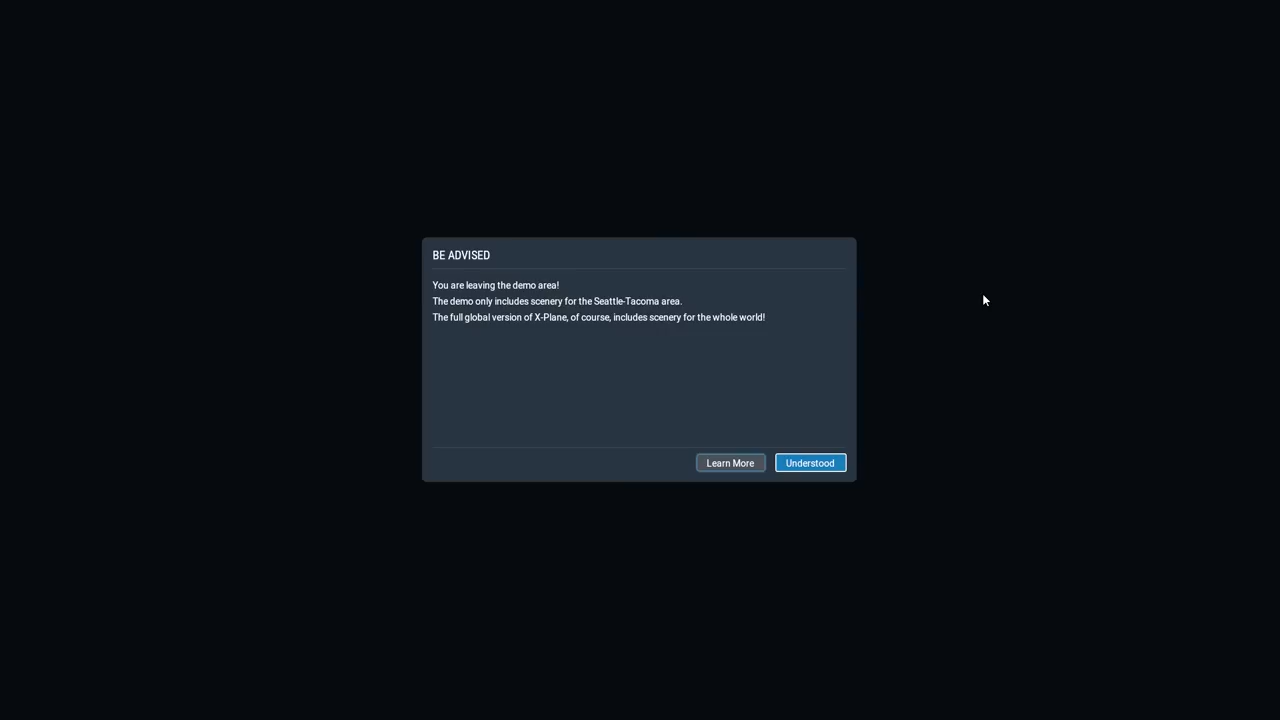 BE ADVISED
You are leaving the demo area!
The demo only includes scenery for the Seattle-Tacoma area.
The full global version of X-Plane, of course, includes scenery for the whole world!
Learn More
Understood